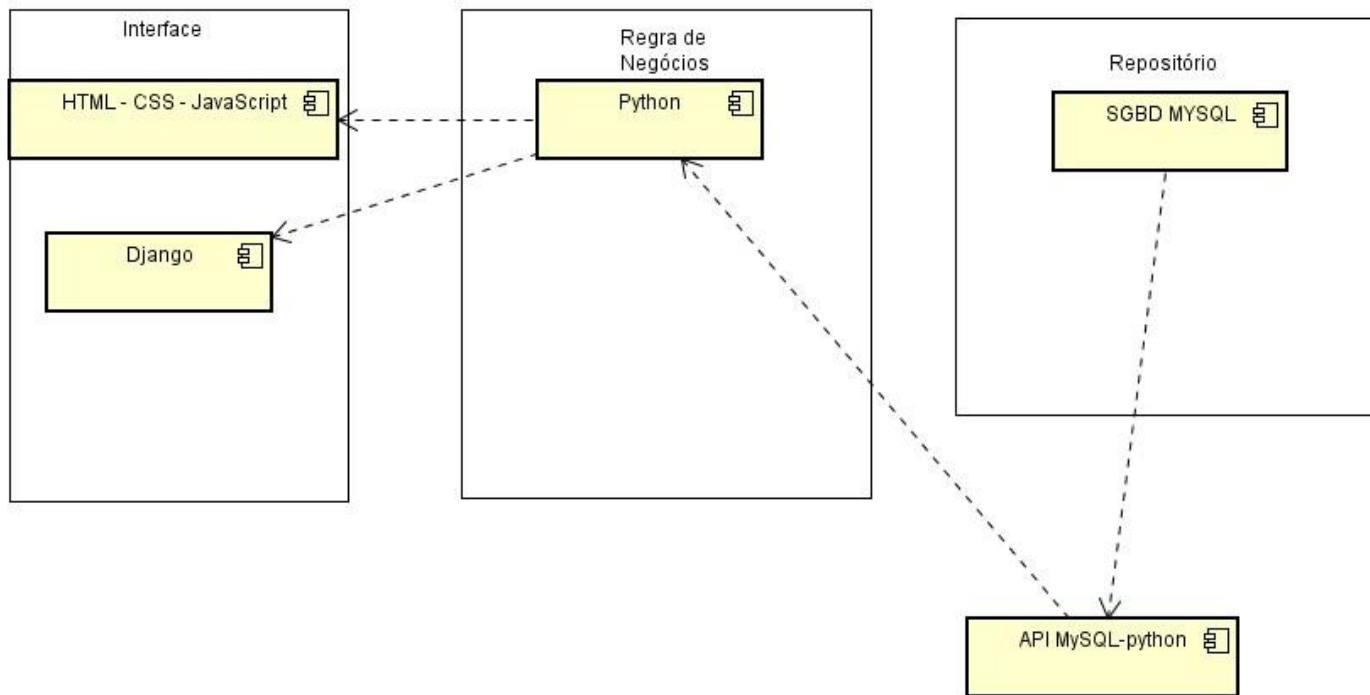 Interface
HTML - CSS - JavaScript
Django
Regra de
Negócios
Python
Repositório
SGBD MYSQL
API MySQL-python